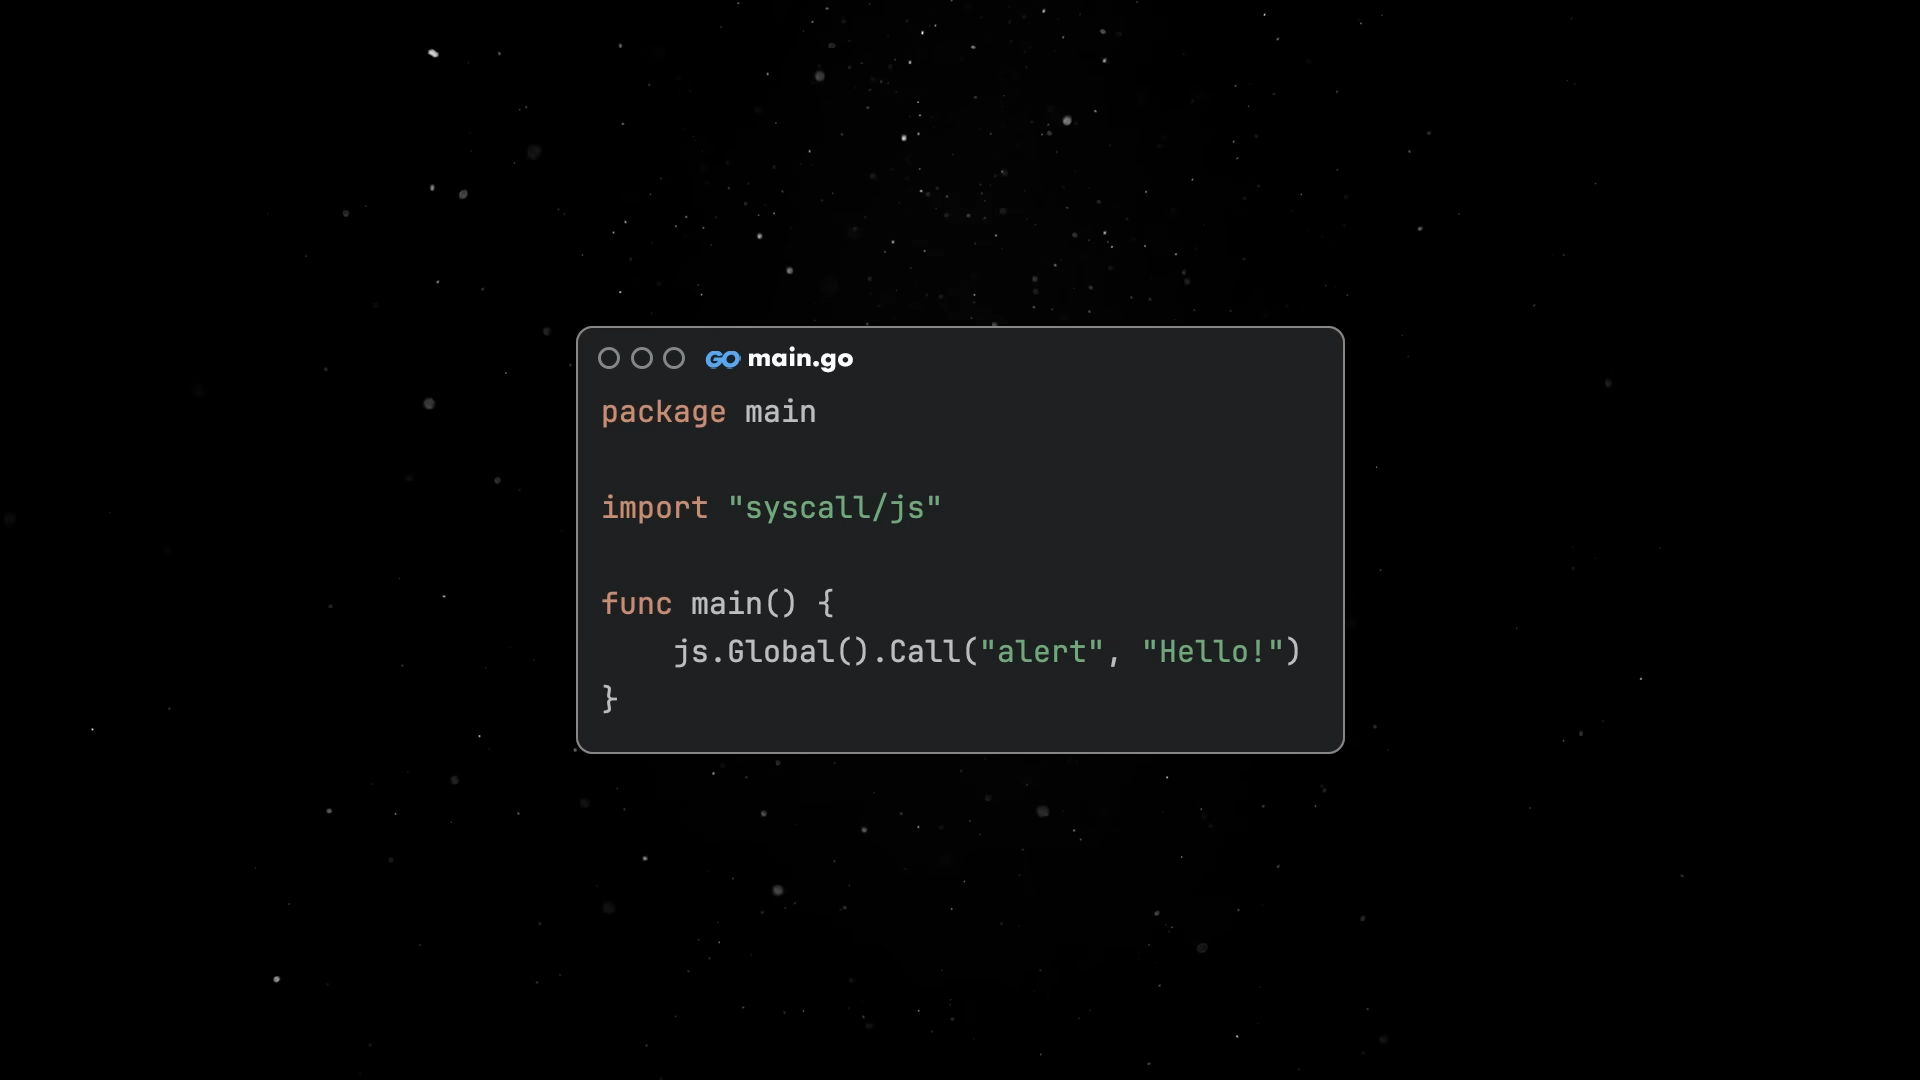 GO main.go
package main
import "syscall/js"
func main() {
    js.Global().Call("alert", "Hello!")
}